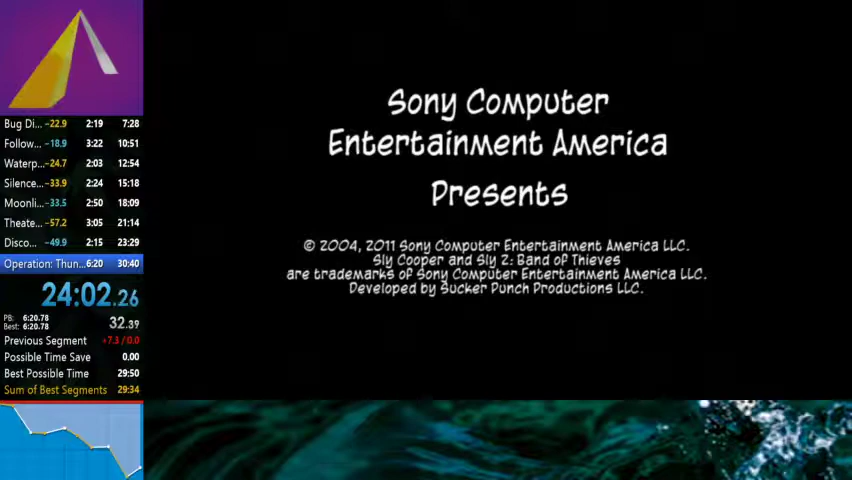 Bug Di... -22.9 2:19 7:28
Follow... -18.9 3:22 10:51
Waterp... -24.7 2:03 12:54
Silence... -33.9 2:24 15:18
Moonli... -33.5 2:50 18:09
Theate... -57.2 3:05 21:14
Disco... -49.9 2:15 23:29
Operation: Thun... 6:20 30:40
24:02.26
PB: 6:20.78
Best: 6:20.78
32.39
Previous Segment +7.3 / 0.0
Possible Time Save 0.00
Best Possible Time 29:50
Sum of Best Segments 29:34
Sony Computer
Entertainment America
Presents
© 2004, 2011 Sony Computer Entertainment America LLC.
Sly Cooper and Sly 2: Band of Thieves
are trademarks of Sony Computer Entertainment America LLC.
Developed by Sucker Punch Productions LLC.